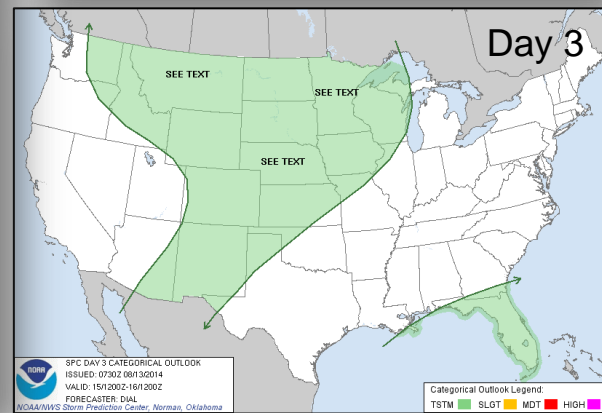 Day 3
SEE TEXT
SEE TEXT
SEE TEXT
SPC DAY 3 CATEGORICAL OUTLOOK
ISSUED: 0730Z 08/13/2014
VALID: 15/1200Z-16/1200Z
FORECASTER: DIAL
NOAA/NWS Storm Prediction Center, Norman, Oklahoma
NOAA
Categorical Outlook Legend:
TSTM SLGT MDT HIGH